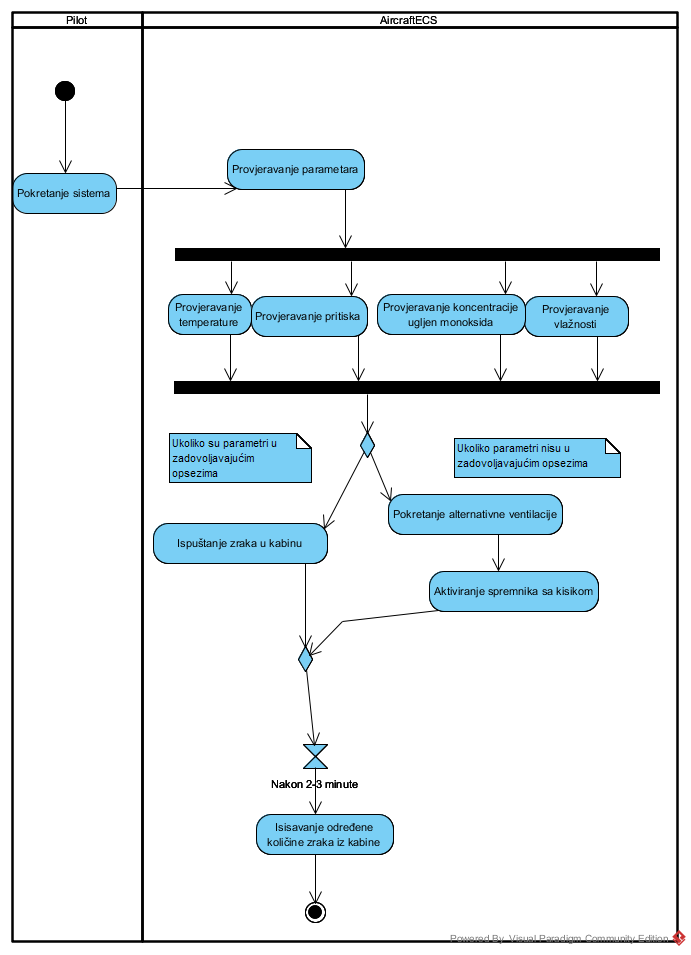 Pilot
AircraftECS
Pokretanje sistema
Provjeravanje parametara
Provjeravanje
temperature
Provjeravanje pritiska
Provjeravanje koncentracije
ugljen monoksida
Provjeravanje
vlažnosti
Ukoliko su parametri u
zadovoljavajućim
opsezima
Ukoliko parametri nisu u
zadovoljavajućim opsezima
Pokretanje alternativne ventilacije
Ispuštanje zraka u kabinu
Aktiviranje spremnika sa kisikom
Nakon 2-3 minute
Isisavanje određene
količine zraka iz kabine
Powered By Visual Paradigm Community Edition